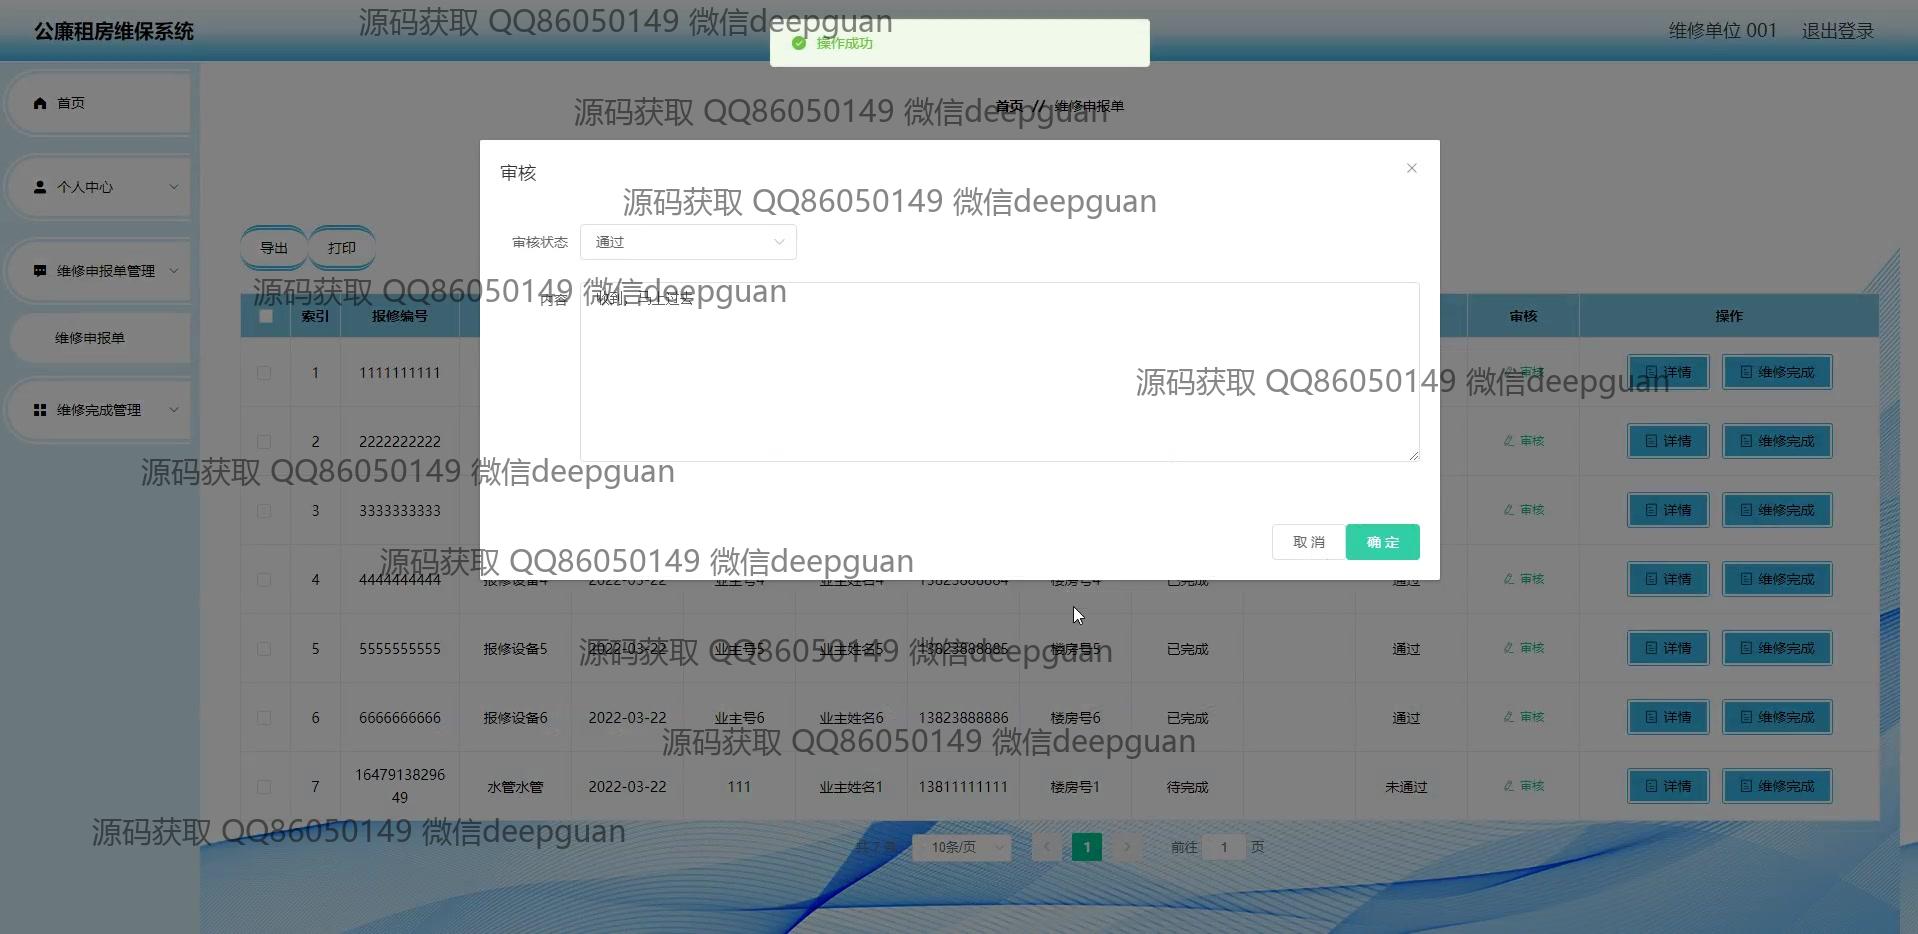 公廉租房维保系统
源码获取 QQ86050149 微信deepguan
操作成功
维修单位 001 退出登录
首页
源码获取 QQ86050149 微信deepguan
首页 // 维修申报单
个人中心
审核
源码获取 QQ86050149 微信deepguan
审核状态 通过
导出 打印
维修申报单管理
源码获取 QQ86050149 微信deepguan
内容 收到，马上过去
索引 报修编号 审核 操作
维修申报单
1 1111111111 审核 详情 维修完成
源码获取 QQ86050149 微信deepguan
维修完成管理
2 2222222222 审核 详情 维修完成
源码获取 QQ86050149 微信deepguan
3 3333333333 审核 详情 维修完成
取消 确定
源码获取 QQ86050149 微信deepguan
4 4444444444 报修设备4 2022-03-22 业主号4 业主姓名4 13823888884 楼房号4 已完成 通过 审核 详情 维修完成
5 5555555555 报修设备5 2022-03-22 业主号5 业主姓名5 13823888885 楼房号5 已完成 通过 审核 详情 维修完成
源码获取 QQ86050149 微信deepguan
6 6666666666 报修设备6 2022-03-22 业主号6 业主姓名6 13823888886 楼房号6 已完成 通过 审核 详情 维修完成
源码获取 QQ86050149 微信deepguan
7 1647913829649 水管水管 2022-03-22 111 业主姓名1 13811111111 楼房号1 待完成 未通过 审核 详情 维修完成
源码获取 QQ86050149 微信deepguan
共 7 条 10条/页 1 前往 1 页